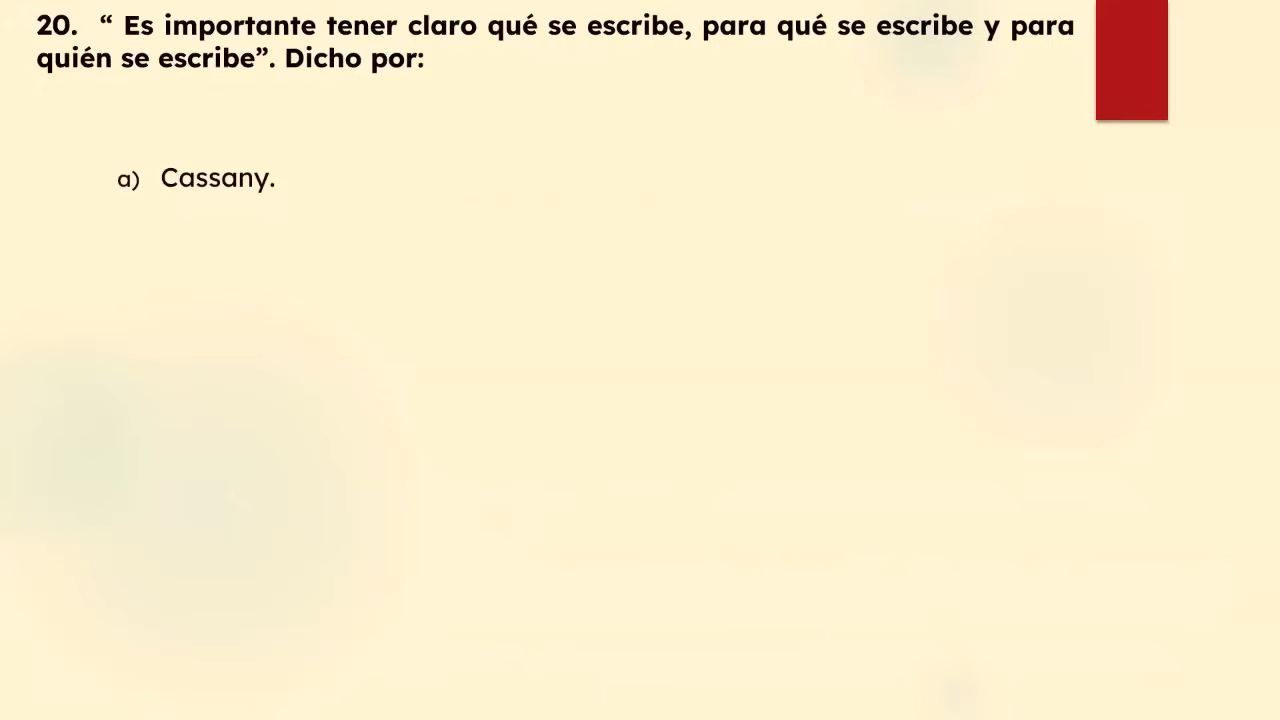 20. “ Es importante tener claro qué se escribe, para qué se escribe y para
quién se escribe”. Dicho por:
a) Cassany.